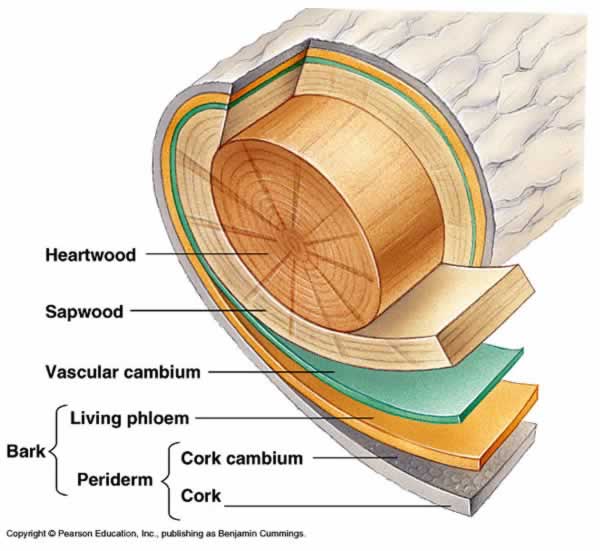 Heartwood
Sapwood
Vascular cambium
Living phloem
Bark
Cork cambium
Periderm
Cork
Copyright © Pearson Education, Inc., publishing as Benjamin Cummings.